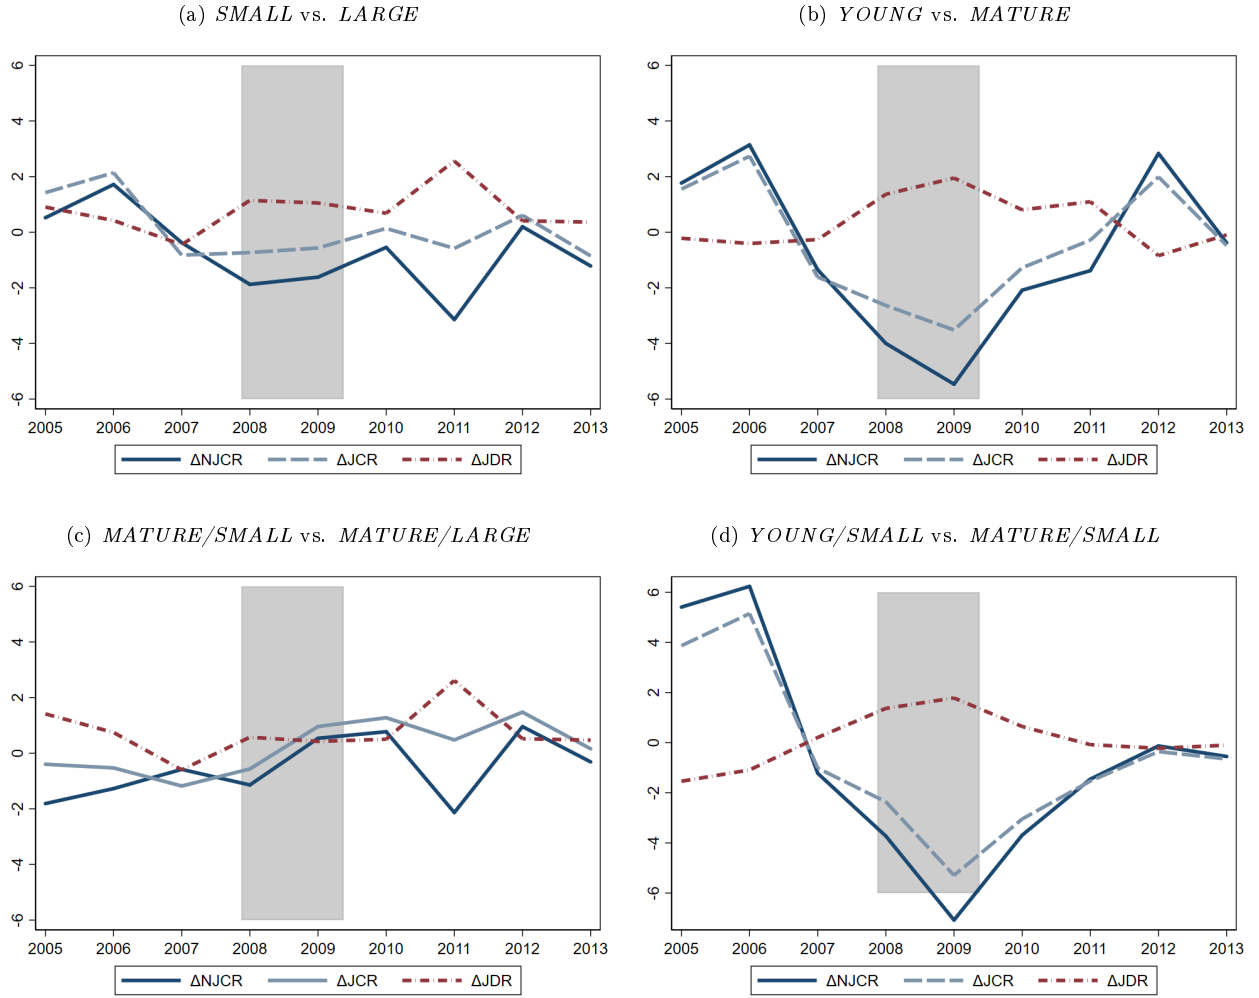 (a) SMALL vs. LARGE
6
4
2
0
-2
-4
-6
2005 2006 2007 2008 2009 2010 2011 2012 2013
ΔNJCR ΔJCR ΔJDR
(b) YOUNG vs. MATURE
6
4
2
0
-2
-4
-6
2005 2006 2007 2008 2009 2010 2011 2012 2013
ΔNJCR ΔJCR ΔJDR
(c) MATURE/SMALL vs. MATURE/LARGE
6
4
2
0
-2
-4
-6
2005 2006 2007 2008 2009 2010 2011 2012 2013
ΔNJCR ΔJCR ΔJDR
(d) YOUNG/SMALL vs. MATURE/SMALL
6
4
2
0
-2
-4
-6
2005 2006 2007 2008 2009 2010 2011 2012 2013
ΔNJCR ΔJCR ΔJDR